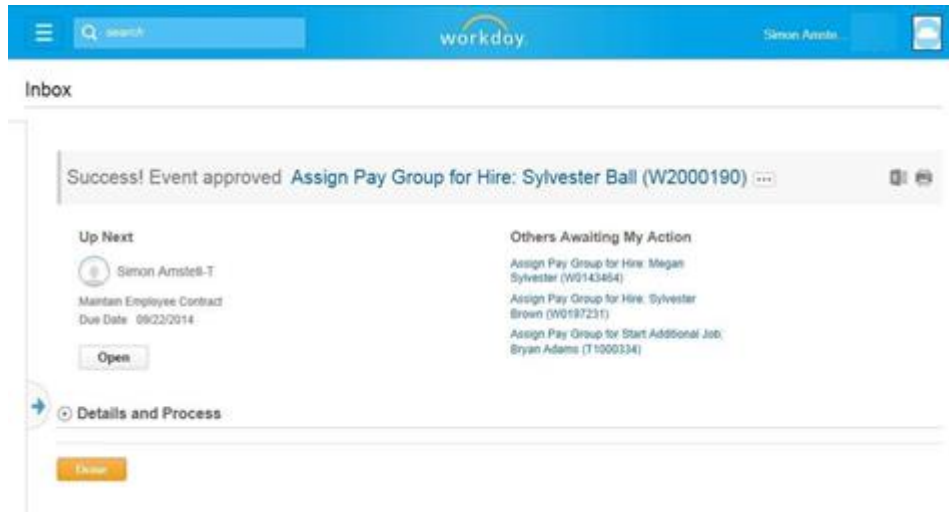 search
workday.
Simon Amste...
Inbox
Success! Event approved Assign Pay Group for Hire: Sylvester Ball (W2000190)
Up Next
Others Awaiting My Action
Simon Amstell-T
Assign Pay Group for Hire: Megan
Sylvester (W0143464)
Maintain Employee Contract
Assign Pay Group for Hire: Sylvester
Due Date 09/22/2014
Brown (W0197231)
Assign Pay Group for Start Additional Job:
Bryan Adams (T1000334)
Open
Details and Process
Done